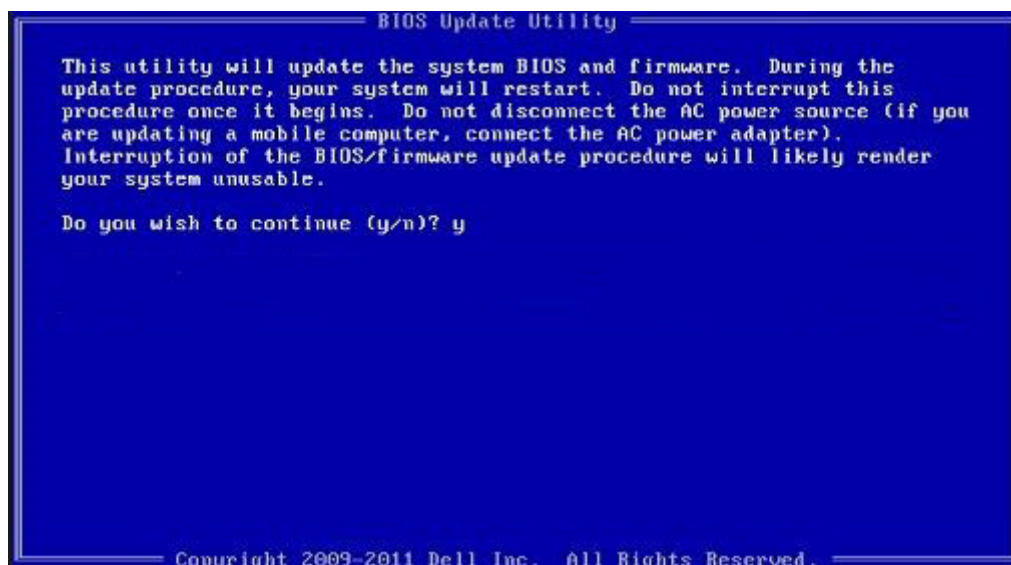 BIOS Update Utility
This utility will update the system BIOS and firmware.  During the
update procedure, your system will restart.  Do not interrupt this
procedure once it begins.  Do not disconnect the AC power source (if you
are updating a mobile computer, connect the AC power adapter).
Interruption of the BIOS/firmware update procedure will likely render
your system unusable.
Do you wish to continue (y/n)? y
Copyright 2009-2011 Dell Inc.  All Rights Reserved.